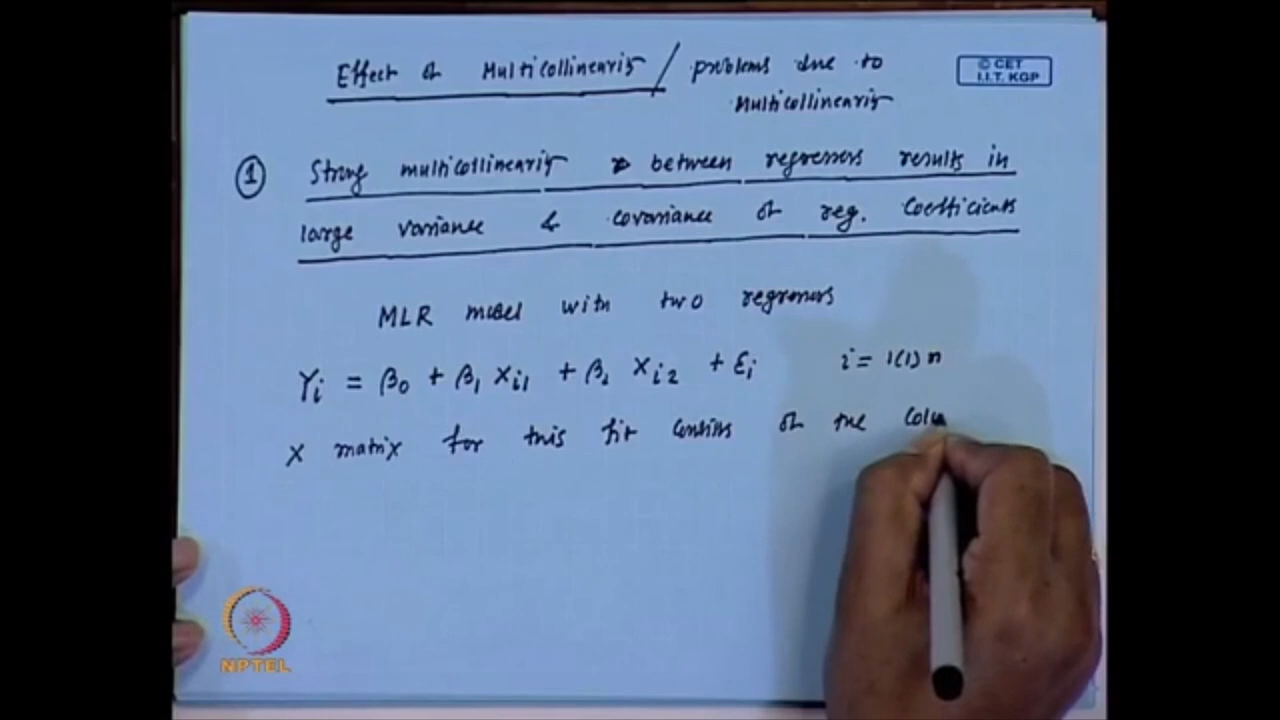 Effect of Multicollinearity / problems due to
Multicollinearity
© CET
I.I.T. KGP
① Strong multicollinearity between regressors results in
large variance & covariance of reg. coefficients
MLR model with two regressors
Yi = β0 + β1 Xi1 + β2 Xi2 + εi i = 1(1) n
X matrix for this fit consists of the colu
NPTEL